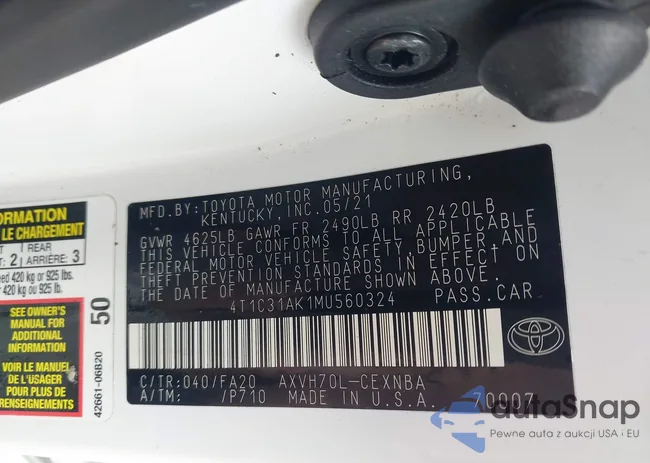 MFD.BY:TOYOTA MOTOR MANUFACTURING,
KENTUCKY, INC.05/21
GVWR 4625LB GAWR FR 2490LB RR 2420LB
THIS VEHICLE CONFORMS TO ALL APPLICABLE
FEDERAL MOTOR VEHICLE SAFETY, BUMPER, AND
THEFT PREVENTION STANDARDS IN EFFECT ON
THE DATE OF MANUFACTURE SHOWN ABOVE.
4T1C31AK1MU560324 PASS.CAR
C/TR:040/FA20 AXVH70L-CEXNBA
A/TM: /P710 MADE IN U.S.A. 70007
ORMATION
LE CHARGEMENT
1 REAR
T: 2 ARRIÈRE: 3
eed 420 kg or 925 lbs.
420 kg ou 925 lb.
SEE OWNER'S
MANUAL FOR
ADDITIONAL
INFORMATION
VOIR LE MANUEL
DE L'USAGER
POUR PLUS DE
RENSEIGNEMENTS
50
42661-06B20
autoSnap
Pewne auta z aukcji USA i EU